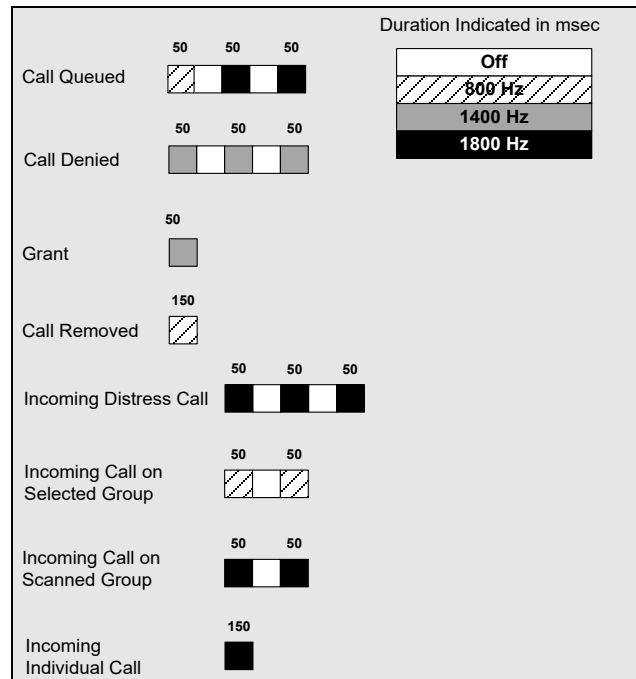 Duration Indicated in msec
Off
800 Hz
1400 Hz
1800 Hz
50 50 50
Call Queued
50 50 50
Call Denied
50
Grant
150
Call Removed
50 50 50
Incoming Distress Call
50 50
Incoming Call on
Selected Group
50 50
Incoming Call on
Scanned Group
150
Incoming
Individual Call